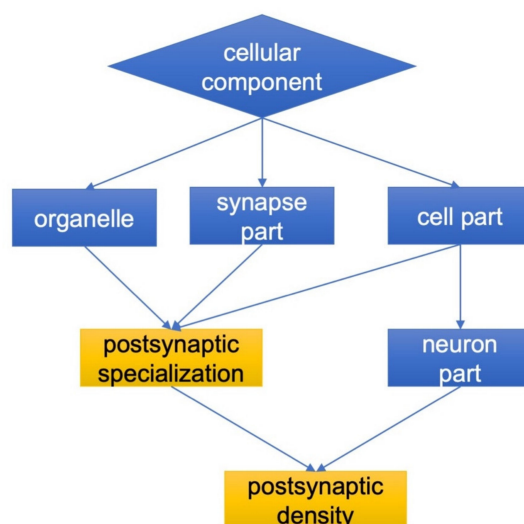 cellular
component
organelle
synapse
part
cell part
postsynaptic
specialization
neuron
part
postsynaptic
density